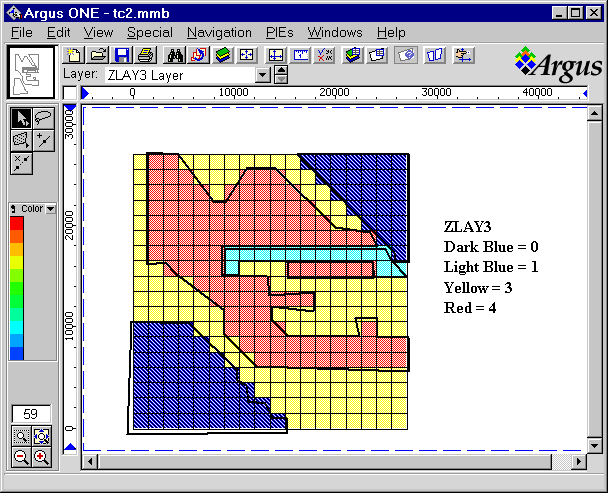 Argus ONE - tc2.mmb
File Edit View Special Navigation PIEs Windows Help
Argus
Layer: ZLAY3 Layer
0 10000 20000 30000 40000
30000
20000
10000
0
Color
ZLAY3
Dark Blue = 0
Light Blue = 1
Yellow = 3
Red = 4
59